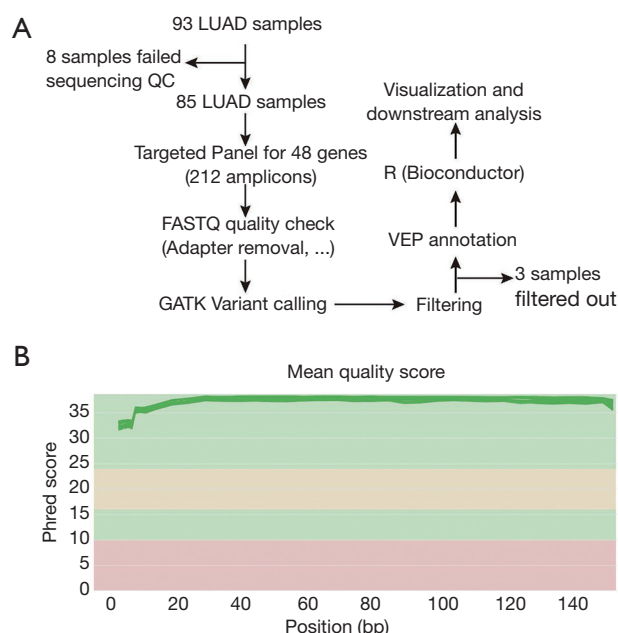 A
93 LUAD samples
8 samples failed
sequencing QC
85 LUAD samples
Targeted Panel for 48 genes
(212 amplicons)
FASTQ quality check
(Adapter removal, ...)
GATK Variant calling
Filtering
3 samples
filtered out
VEP annotation
R (Bioconductor)
Visualization and
downstream analysis
B
Mean quality score
Phred score
35
30
25
20
15
10
5
0
0 20 40 60 80 100 120 140
Position (bp)